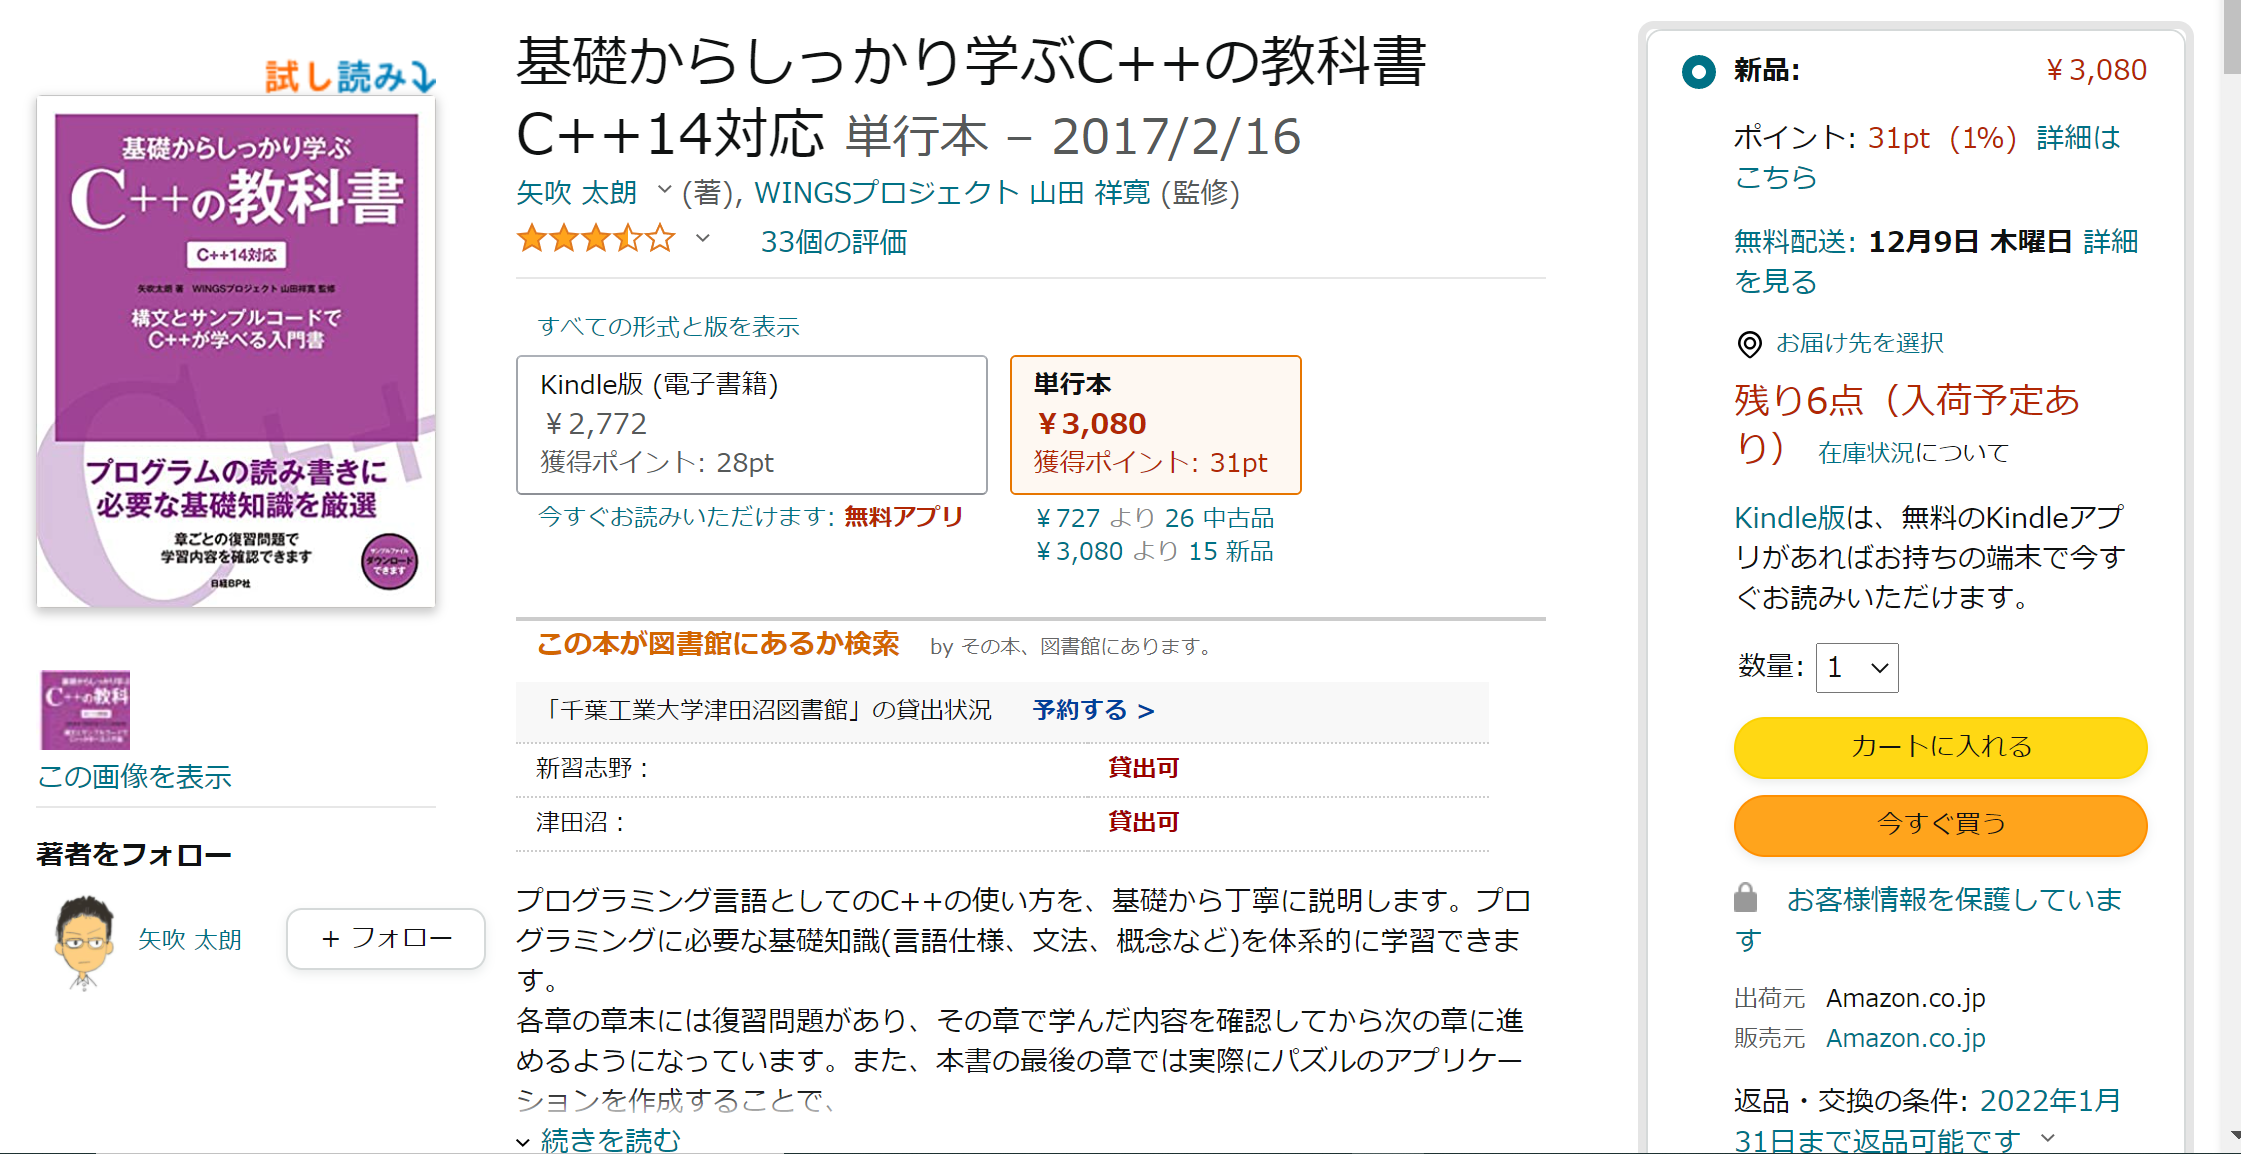 試し読み
基礎からしっかり学ぶ
C++の教科書
C++14対応
矢吹太朗 著 WINGSプロジェクト 山田祥寛 監修
構文とサンプルコードで
C++が学べる入門書
プログラムの読み書きに
必要な基礎知識を厳選
章ごとの復習問題で
学習内容を確認できます
日経BP社
サンプルファイル
ダウンロード
できます
この画像を表示
著者をフォロー
矢吹 太朗
+ フォロー
基礎からしっかり学ぶC++の教科書
C++14対応 単行本 – 2017/2/16
矢吹 太朗 (著), WINGSプロジェクト 山田 祥寛 (監修)
33個の評価
すべての形式と版を表示
Kindle版 (電子書籍)
¥2,772
獲得ポイント: 28pt
今すぐお読みいただけます: 無料アプリ
単行本
¥3,080
獲得ポイント: 31pt
¥727 より 26 中古品
¥3,080 より 15 新品
この本が図書館にあるか検索 by その本、図書館にあります。
「千葉工業大学津田沼図書館」の貸出状況 予約する >
新習志野 : 貸出可
津田沼 : 貸出可
プログラミング言語としてのC++の使い方を、基礎から丁寧に説明します。プロ
グラミングに必要な基礎知識(言語仕様、文法、概念など)を体系的に学習できま
す。
各章の章末には復習問題があり、その章で学んだ内容を確認してから次の章に進
めるようになっています。また、本書の最後の章では実際にパズルのアプリケー
ションを作成することで、
続きを読む
新品: ¥3,080
ポイント: 31pt (1%) 詳細は
こちら
無料配送: 12月9日 木曜日 詳細
を見る
お届け先を選択
残り6点（入荷予定あ
り） 在庫状況について
Kindle版は、無料のKindleアプ
リがあればお持ちの端末で今す
ぐお読みいただけます。
数量: 1
カートに入れる
今すぐ買う
お客様情報を保護していま
す
出荷元 Amazon.co.jp
販売元 Amazon.co.jp
返品・交換の条件: 2022年1月
31日まで返品可能です